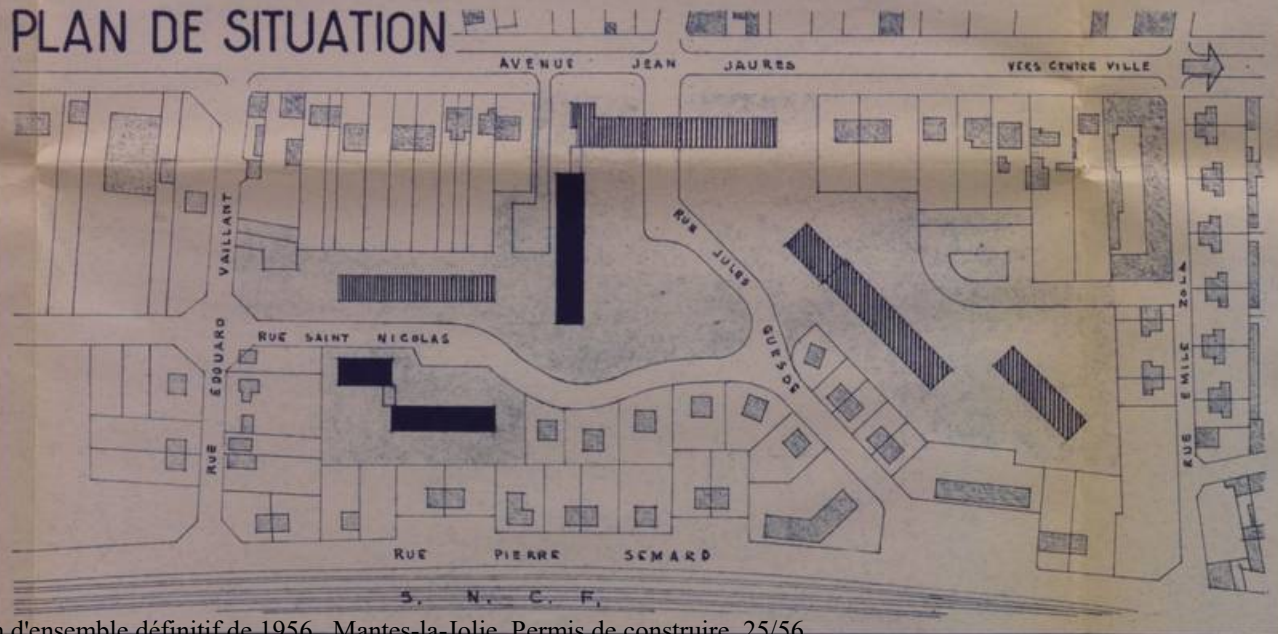 PLAN DE SITUATION
AVENUE JEAN JAURES
VERS CENTRE VILLE
RUE EDOUARD VAILLANT
RUE JULES GUESDE
RUE SAINT NICOLAS
RUE EMILE ZOLA
RUE PIERRE SEMARD
S. N. C. F.
n d'ensemble définitif de 1956 Mantes-la-Jolie, Permis de construire, 25/56